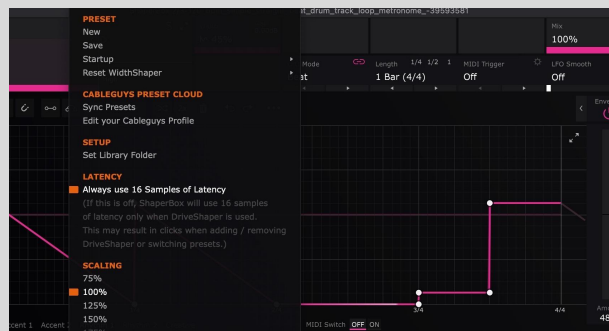 PRESET
New
Save
Startup
Reset WidthShaper
CABLEGUYS PRESET CLOUD
Sync Presets
Edit your Cableguys Profile
SETUP
Set Library Folder
LATENCY
Always use 16 Samples of Latency
(If this is off, ShaperBox will use 16 samples
of latency only when DriveShaper is used.
This may result in clicks when adding / removing
DriveShaper or switching presets.)
SCALING
75%
100%
125%
150%
_drum_track_loop_metronome_-39593581
Mix
100%
Mode
Length 1/4 1/2 1
MIDI Trigger
LFO Smooth
1 Bar (4/4)
Off
Off
3/4
4/4
MIDI Switch OFF ON
48